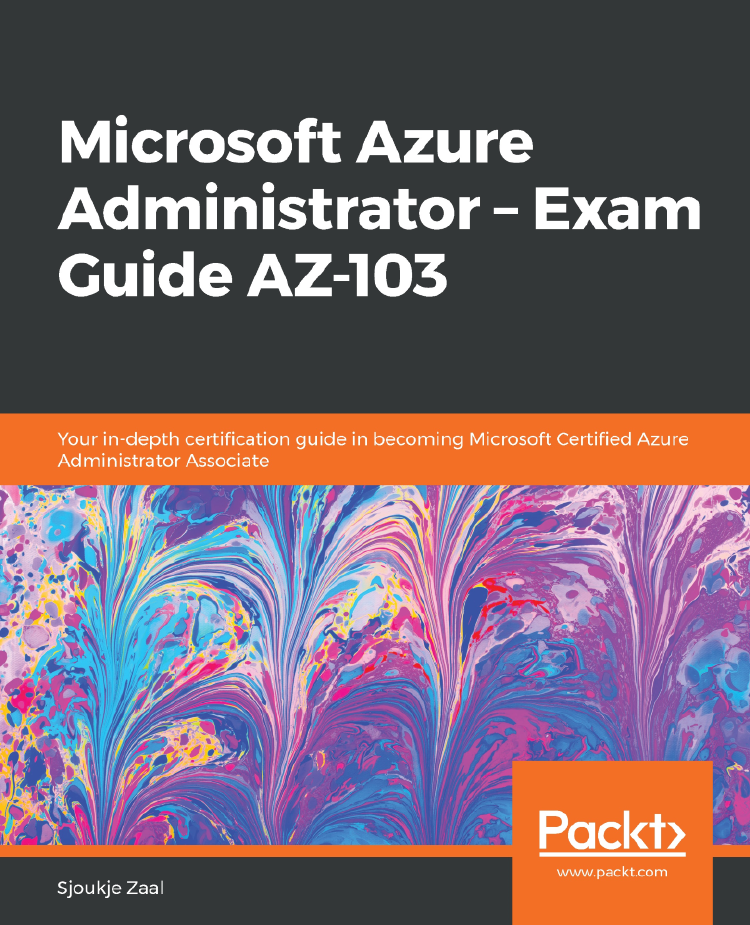 Microsoft Azure
Administrator – Exam
Guide AZ-103
Your in-depth certification guide in becoming Microsoft Certified Azure
Administrator Associate
Packt>
www.packt.com
Sjoukje Zaal